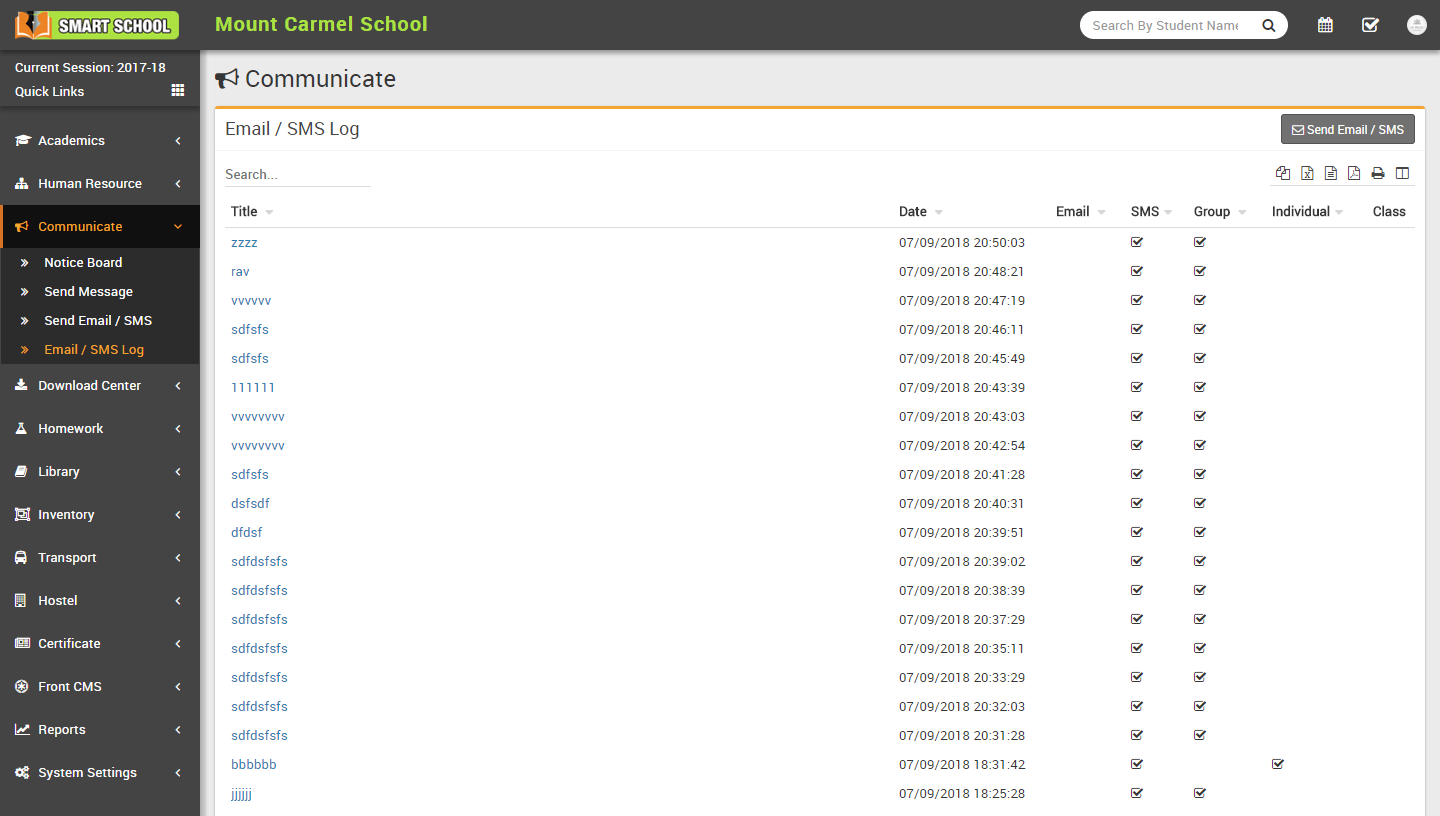 SMART SCHOOL
Mount Carmel School
Search By Student Name
Current Session: 2017-18
Quick Links
Academics
Human Resource
Communicate
Notice Board
Send Message
Send Email / SMS
Email / SMS Log
Download Center
Homework
Library
Inventory
Transport
Hostel
Certificate
Front CMS
Reports
System Settings
Communicate
Email / SMS Log
Send Email / SMS
Search...
Title Date Email SMS Group Individual Class
zzzz 07/09/2018 20:50:03
rav 07/09/2018 20:48:21
vvvvvv 07/09/2018 20:47:19
sdfsfs 07/09/2018 20:46:11
sdfsfs 07/09/2018 20:45:49
111111 07/09/2018 20:43:39
vvvvvvvv 07/09/2018 20:43:03
vvvvvvvv 07/09/2018 20:42:54
sdfsfs 07/09/2018 20:41:28
dsfsdf 07/09/2018 20:40:31
dfdsf 07/09/2018 20:39:51
sdfdsfsfs 07/09/2018 20:39:02
sdfdsfsfs 07/09/2018 20:38:39
sdfdsfsfs 07/09/2018 20:37:29
sdfdsfsfs 07/09/2018 20:35:11
sdfdsfsfs 07/09/2018 20:33:29
sdfdsfsfs 07/09/2018 20:32:03
sdfdsfsfs 07/09/2018 20:31:28
bbbbbb 07/09/2018 18:31:42
jjjjjj 07/09/2018 18:25:28